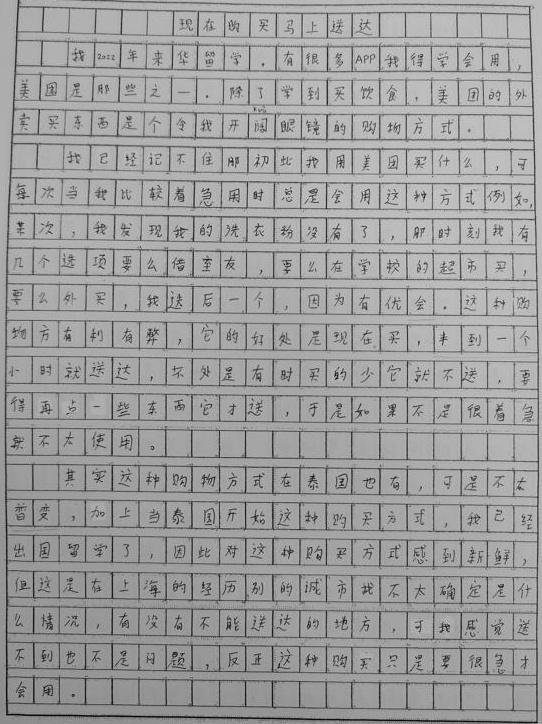 现在购买马上送达
我2022年来华留学。有很多APP我得学会用,
美团是那些之一。除了学到买饮食,美团的外
卖买东西是个令我开阔kuò眼镜的购物方式。
我已经记不住那初此我用美团买什么,可
每次当我比较着急用时总是会用这种方式例如,
某次,我发现我的洗衣粉没有了,那时刻我有
几个选项要么借室友,要么在学校的超市买,
要么外买,我送后一个,因为有优会。这种购
物方有利有弊,它的好处是现在买,半到一个
小时就送达,坏处是有时买的少它就不送,要
得再点一些东西它才送,于是如果不是很着急
就不太使用。
其实这种购物方式在泰国也有,可是不太
普变,加上当泰国开始这种购买方式,我已经
出国留学了,因此对这种购买方式感到新鲜,
但这是在上海的经历别的城市我不太确定是什
么情况,有没有不能送达的地方,可我感觉送
不到也不是问题,反正这种购买只是要很急才
会用。